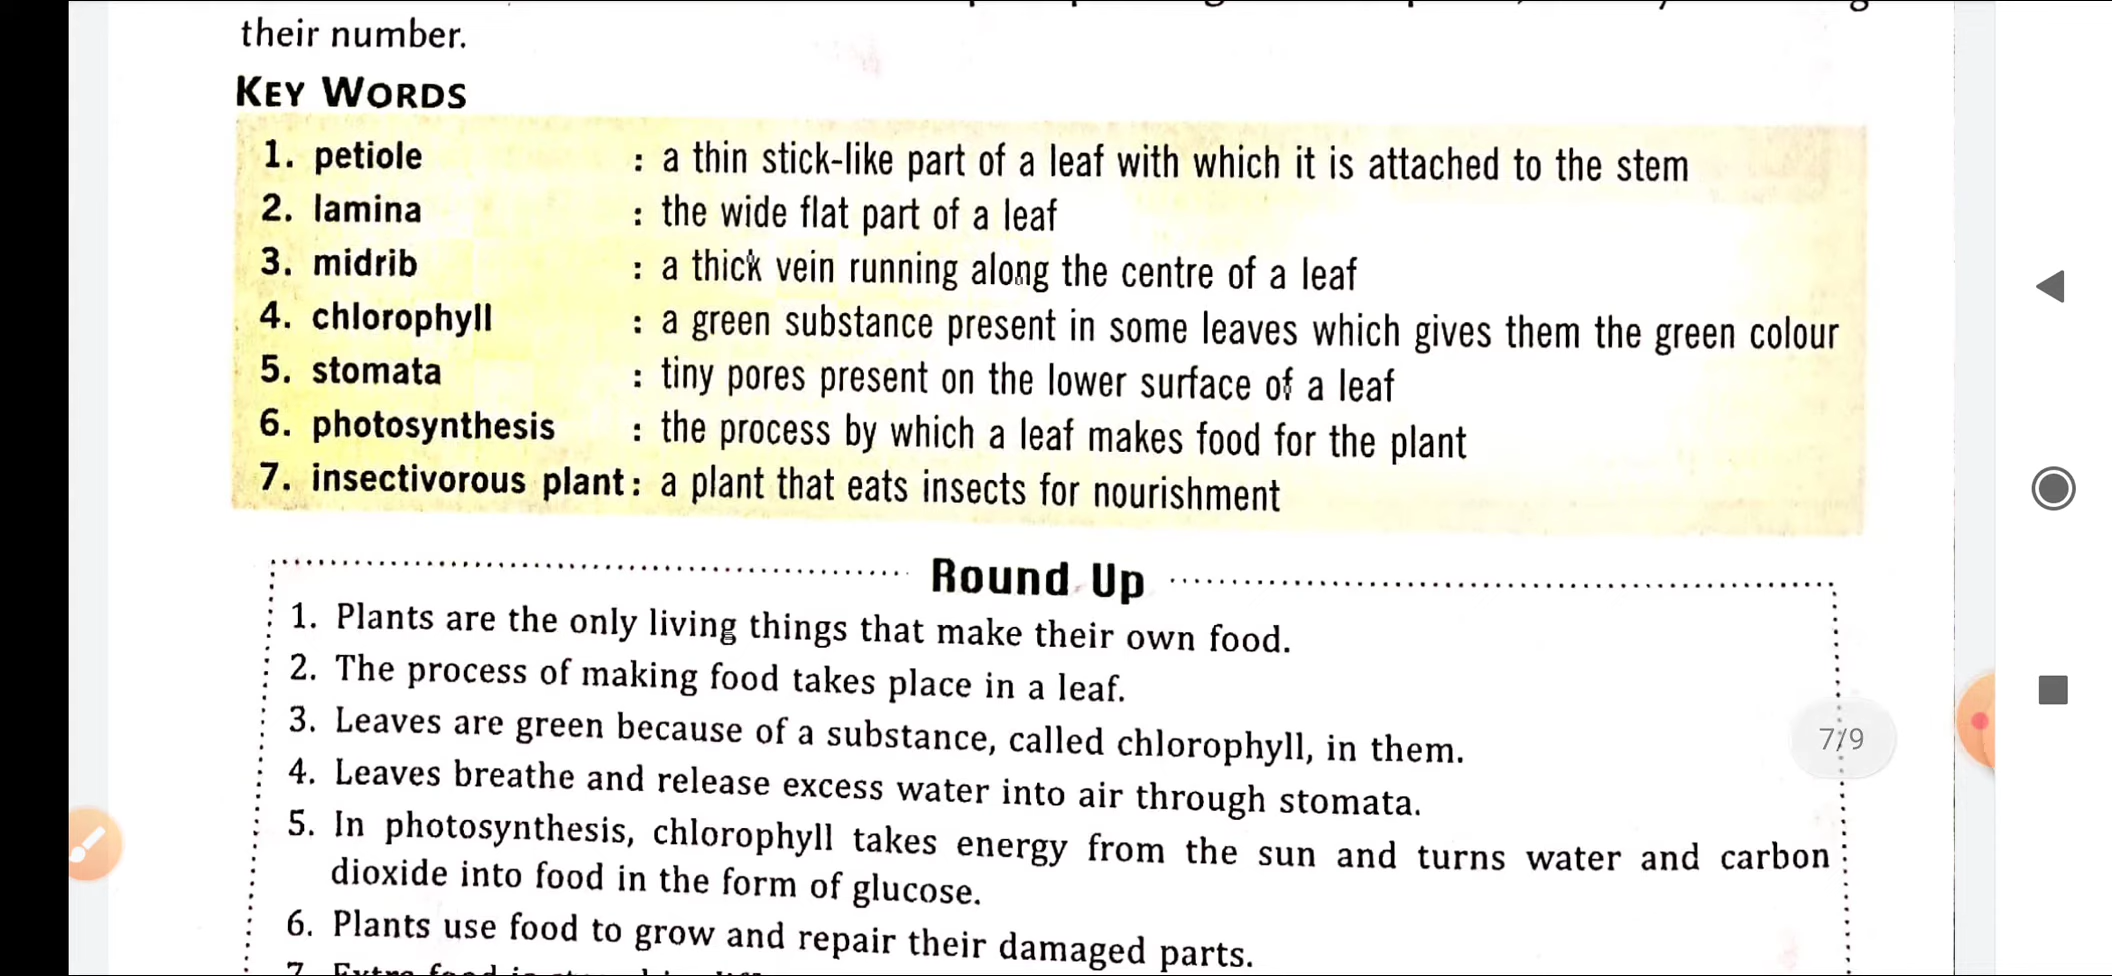 their number.
KEY WORDS
1. petiole : a thin stick-like part of a leaf with which it is attached to the stem
2. lamina : the wide flat part of a leaf
3. midrib : a thick vein running along the centre of a leaf
4. chlorophyll : a green substance present in some leaves which gives them the green colour
5. stomata : tiny pores present on the lower surface of a leaf
6. photosynthesis : the process by which a leaf makes food for the plant
7. insectivorous plant : a plant that eats insects for nourishment
Round Up
1. Plants are the only living things that make their own food.
2. The process of making food takes place in a leaf.
3. Leaves are green because of a substance, called chlorophyll, in them.
4. Leaves breathe and release excess water into air through stomata.
7/9
5. In photosynthesis, chlorophyll takes energy from the sun and turns water and carbon
dioxide into food in the form of glucose.
6. Plants use food to grow and repair their damaged parts.